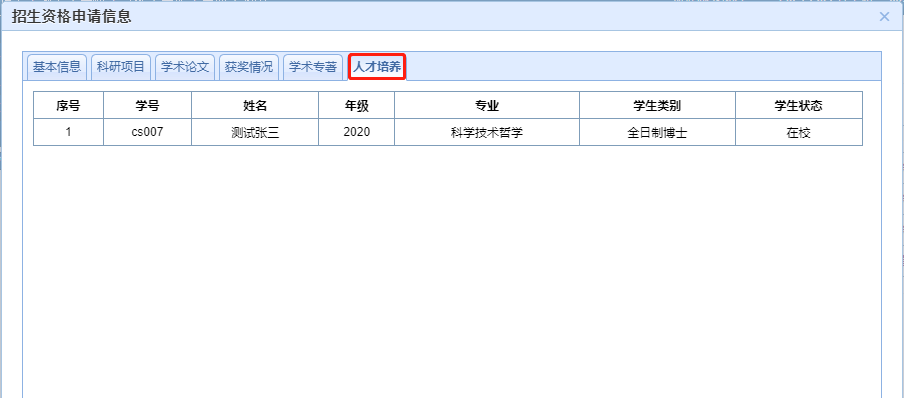 招生资格申请信息
基本信息 科研项目 学术论文 获奖情况 学术专著 人才培养
序号 学号 姓名 年级 专业 学生类别 学生状态
1 cs007 测试张三 2020 科学技术哲学 全日制博士 在校